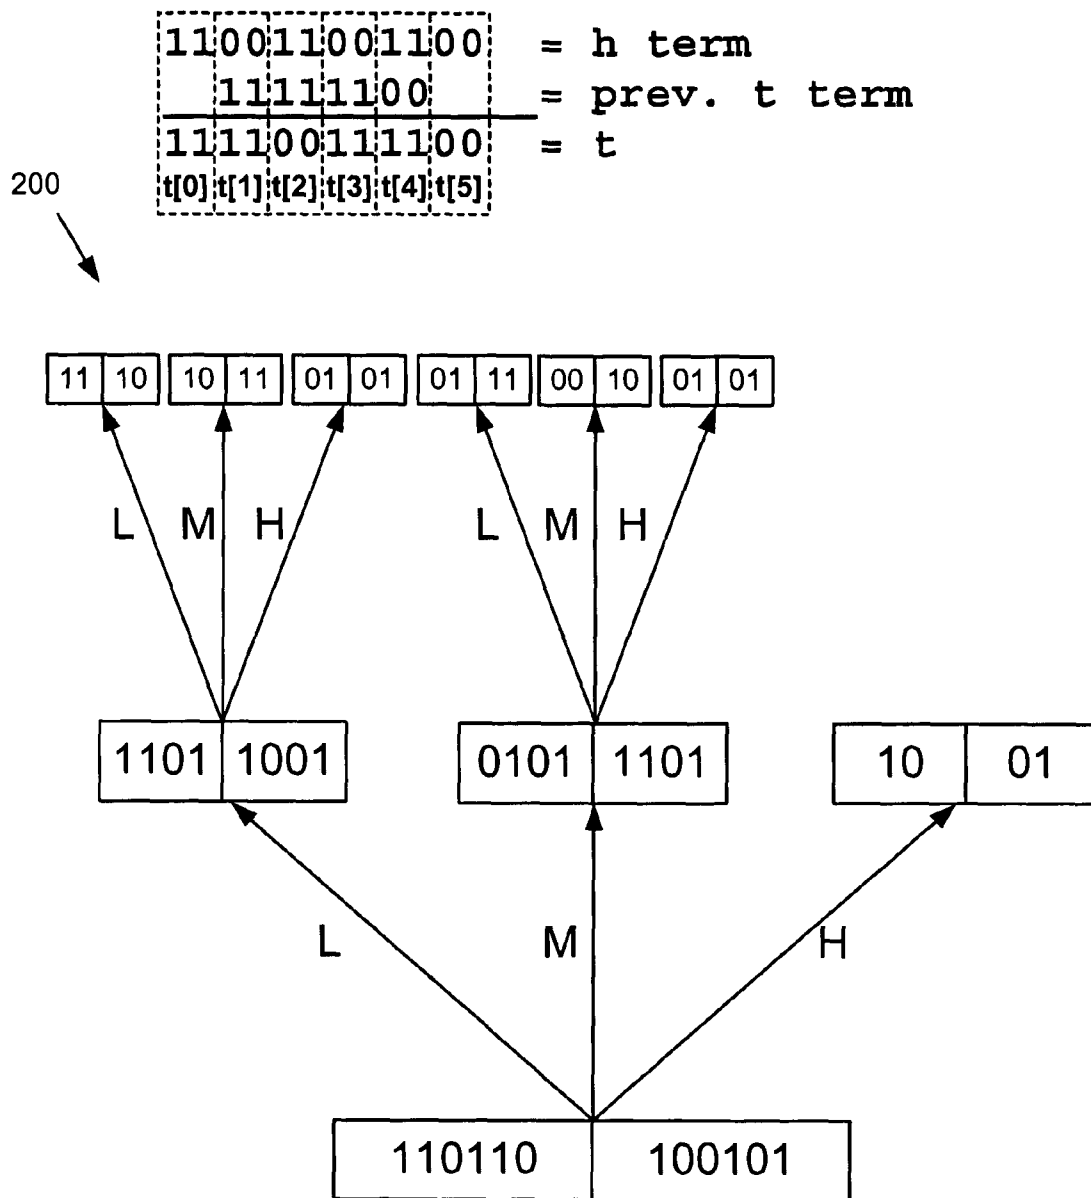 110011001100 = h term
11111100 = prev. t term
111100111100 = t
t[0] t[1] t[2] t[3] t[4] t[5]
200
11 10 10 11 01 01 01 11 00 10 01 01
L M H L M H
1101 1001 0101 1101 10 01
L M H
110110 100101